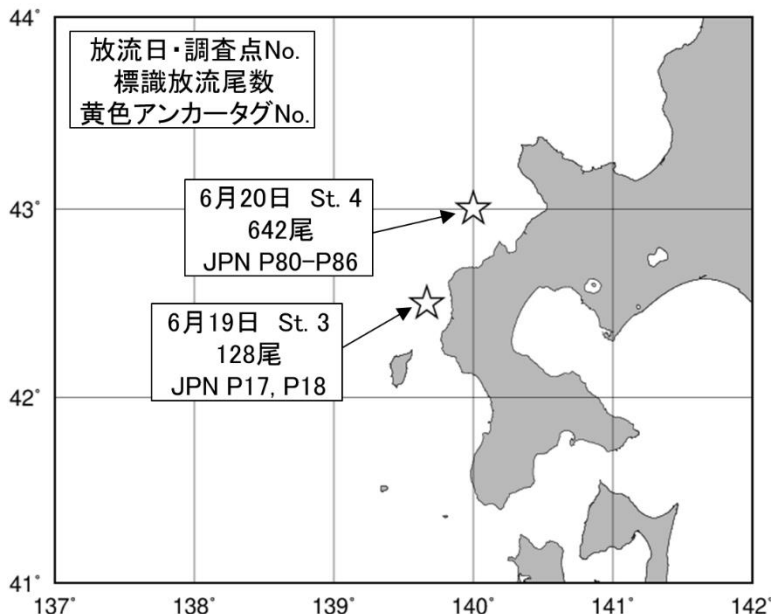 44°
放流日・調査点No.
標識放流尾数
黄色アンカータグNo.
6月20日 St. 4
642尾
JPN P80-P86
43°
6月19日 St. 3
128尾
JPN P17, P18
42°
41°
137° 138° 139° 140° 141° 142°